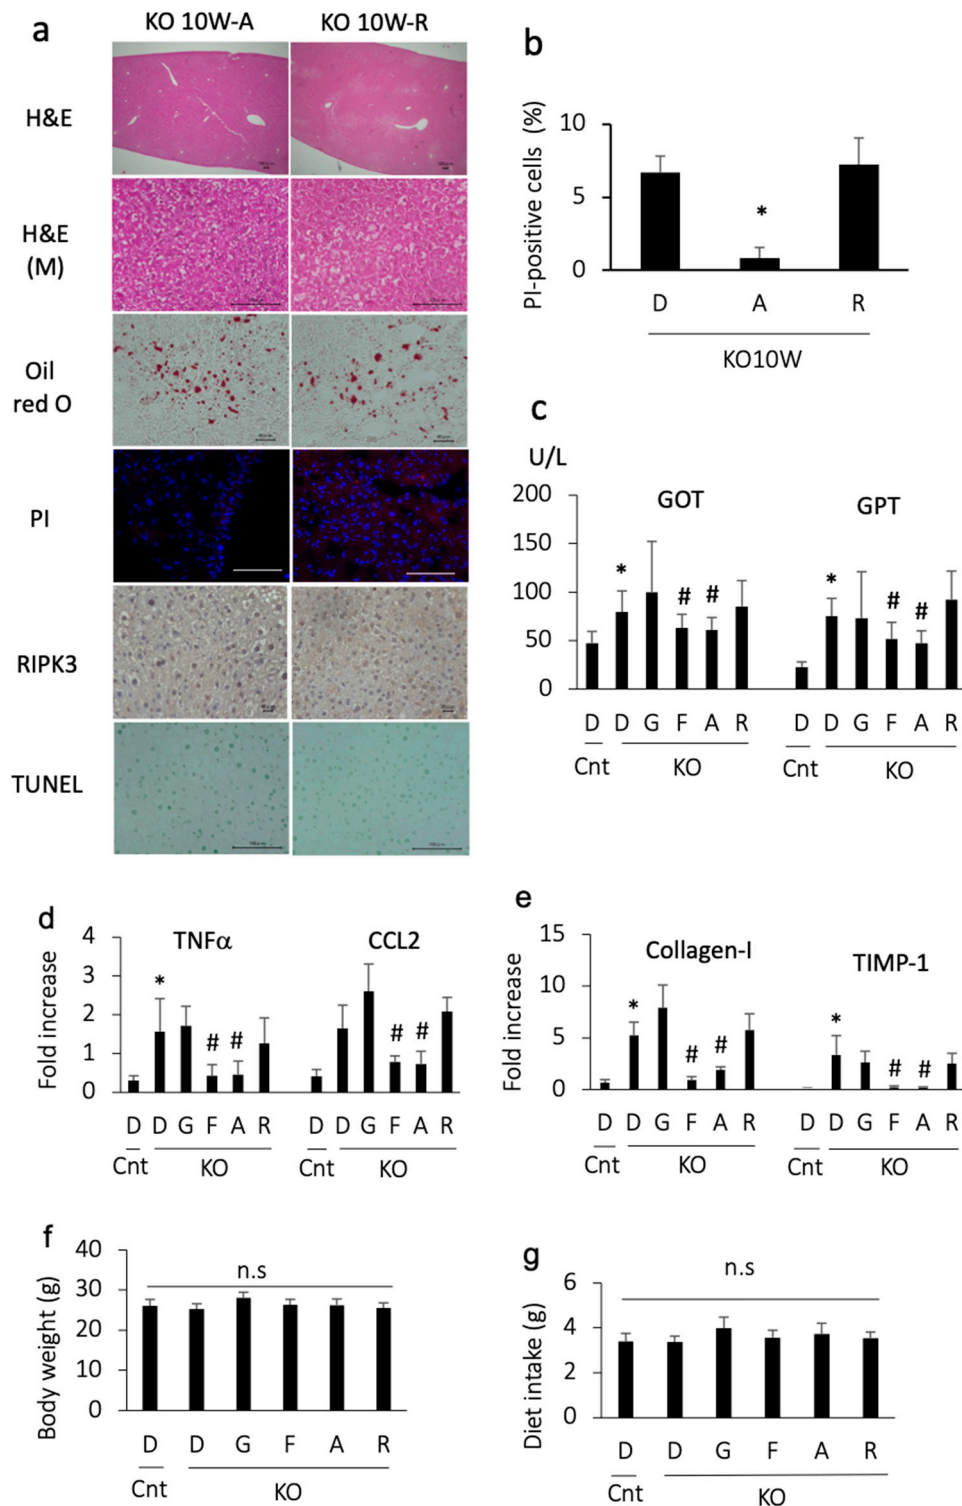 a
KO 10W-A
KO 10W-R
H&E
H&E
(M)
Oil
red O
PI
RIPK3
TUNEL
b
PI-positive cells (%)
10
5
0
D A R
*
KO10W
c
U/L
200
150
100
50
0
GOT
GPT
* # #
* # #
D D G F A R
D D G F A R
Cnt KO
Cnt KO
d
Fold increase
4
3
2
1
0
TNFα
CCL2
* # #
# #
D D G F A R
D D G F A R
Cnt KO
Cnt KO
e
Fold increase
15
10
5
0
Collagen-I
TIMP-1
* # #
* # #
D D G F A R
D D G F A R
Cnt KO
Cnt KO
f
Body weight (g)
40
30
20
10
0
n.s
D D G F A R
Cnt KO
g
Diet intake (g)
6
4
2
0
n.s
D D G F A R
Cnt KO